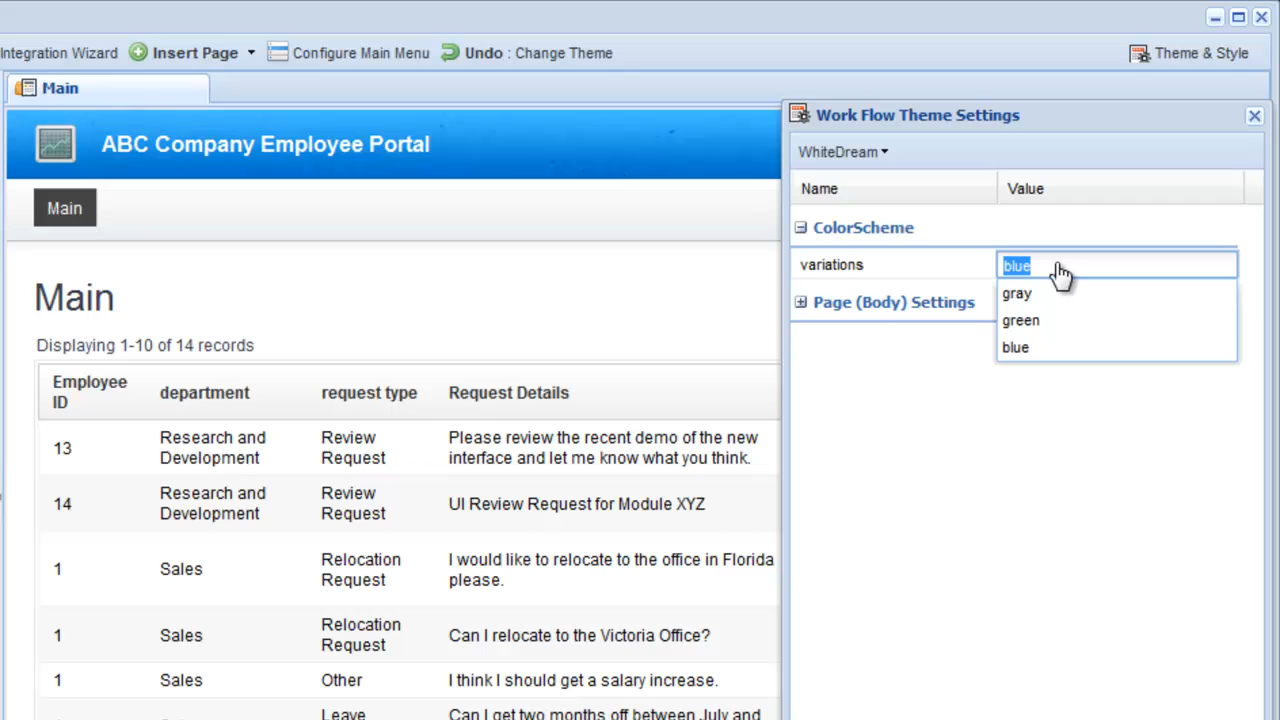 Integration Wizard Insert Page Configure Main Menu Undo : Change Theme Theme & Style
Main
ABC Company Employee Portal
Main
Main
Displaying 1-10 of 14 records
Employee ID department request type Request Details
13 Research and Development Review Request Please review the recent demo of the new interface and let me know what you think.
14 Research and Development Review Request UI Review Request for Module XYZ
1 Sales Relocation Request I would like to relocate to the office in Florida please.
1 Sales Relocation Request Can I relocate to the Victoria Office?
1 Sales Other I think I should get a salary increase.
Leave Can I get two months off between July and
Work Flow Theme Settings
WhiteDream
Name Value
ColorScheme
variations blue
gray
green
blue
Page (Body) Settings